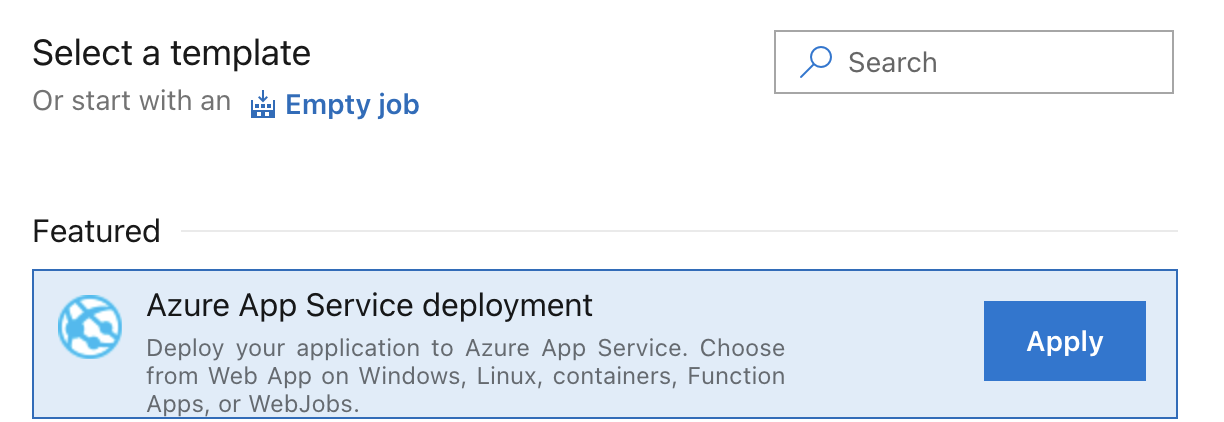 Select a template
Search
Or start with an Empty job
Featured
Azure App Service deployment
Deploy your application to Azure App Service. Choose
from Web App on Windows, Linux, containers, Function
Apps, or WebJobs.
Apply